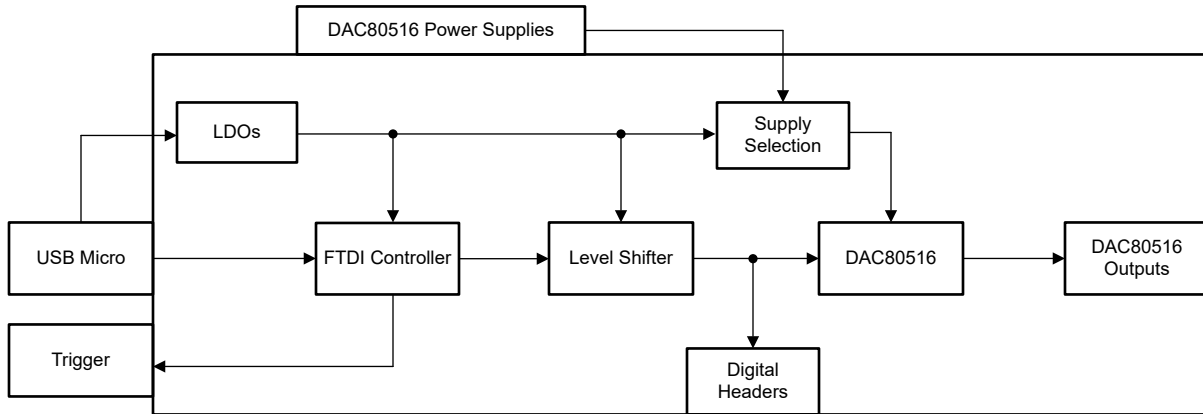 DAC80516 Power Supplies
LDOs
Supply
Selection
USB Micro
FTDI Controller
Level Shifter
DAC80516
DAC80516
Outputs
Trigger
Digital
Headers